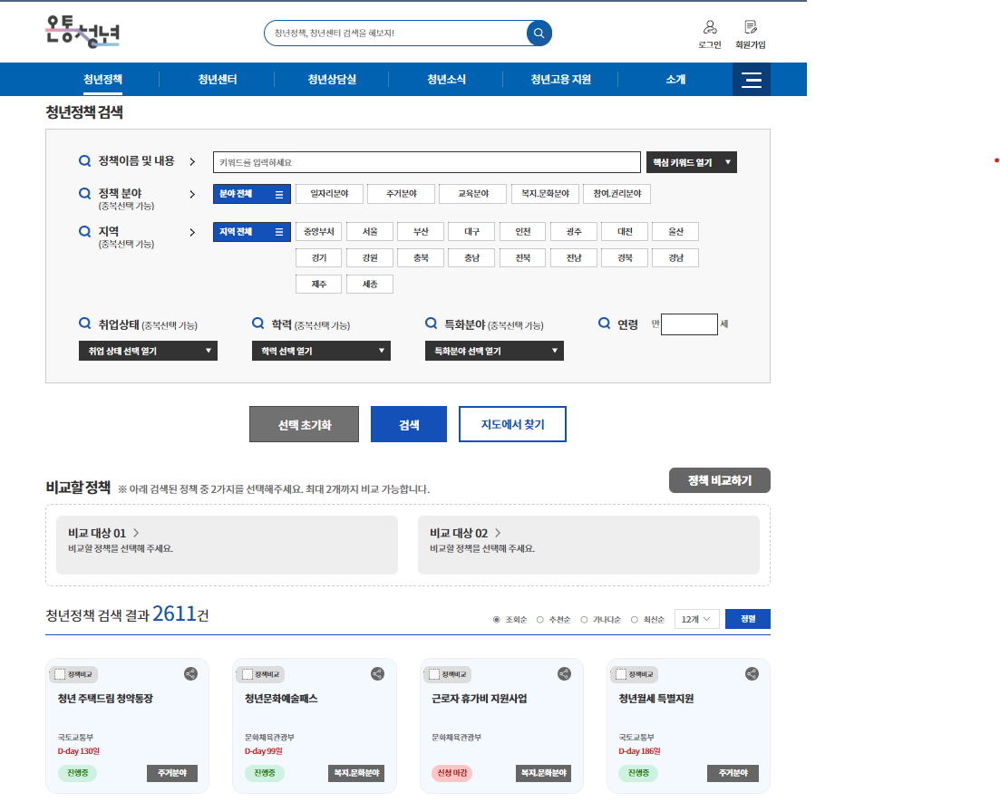 온통청년
청년정책, 청년센터 검색을 해보자!
로그인 회원가입
청년정책 청년센터 청년상담실 청년소식 청년고용 지원 소개
청년정책 검색
정책이름 및 내용 키워드를 입력하세요 핵심 키워드 열기
정책 분야 분야 전체 일자리분야 주거분야 교육분야 복지.문화분야 참여.권리분야
(중복선택 가능)
지역 지역 전체 중앙부처 서울 부산 대구 인천 광주 대전 울산
(중복선택 가능)
경기 강원 충북 충남 전북 전남 경북 경남
제주 세종
취업상태 (중복선택 가능) 학력 (중복선택 가능) 특화분야 (중복선택 가능) 연령 만 세
취업 상태 선택 열기 학력 선택 열기 특화분야 선택 열기
선택 초기화 검색 지도에서 찾기
비교할 정책 ※ 아래 검색된 정책 중 2가지를 선택해주세요. 최대 2개까지 비교 가능합니다. 정책 비교하기
비교 대상 01 비교 대상 02
비교할 정책을 선택해 주세요. 비교할 정책을 선택해 주세요.
청년정책 검색 결과 2611건 조회순 추천순 가나다순 최신순 12개 정렬
정책비교 정책비교 정책비교 정책비교
청년 주택드림 청약통장 청년문화예술패스 근로자 휴가비 지원사업 청년월세 특별지원
국토교통부 문화체육관광부 문화체육관광부 국토교통부
D-day 130일 D-day 99일 D-day 186일
진행중 주거분야 진행중 복지.문화분야 신청 마감 복지.문화분야 진행중 주거분야